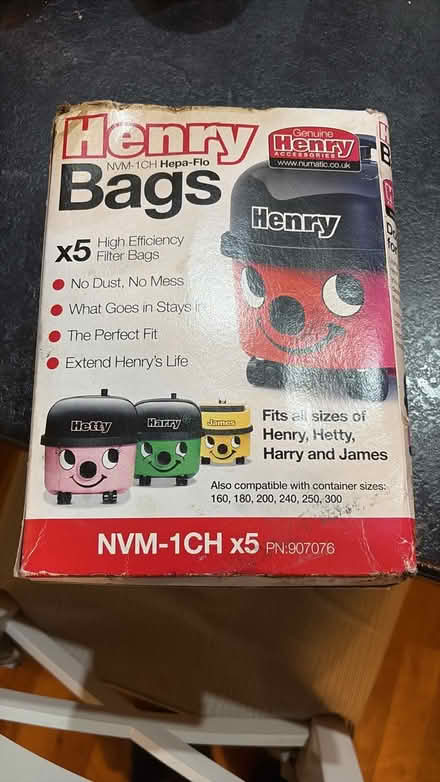 Henry
Genuine
Henry
ACCESSORIES
www.numatic.co.uk
NVM-1CH Hepa-Flo
Bags
Henry
x5 High Efficiency
Filter Bags
No Dust, No Mess
What Goes in Stays in
The Perfect Fit
Extend Henry's Life
Hetty
Harry
James
Fits all sizes of
Henry, Hetty,
Harry and James
Also compatible with container sizes:
160, 180, 200, 240, 250, 300
NVM-1CH x5 PN:907076